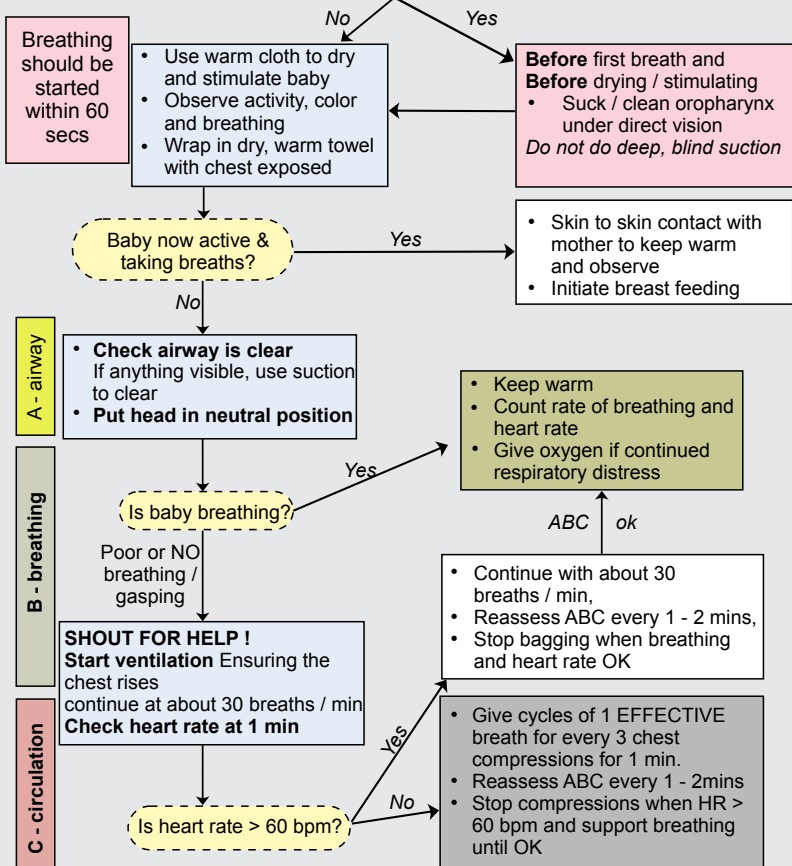 No
Yes
Breathing
should be
started
within 60
secs
• Use warm cloth to dry
and stimulate baby
• Observe activity, color
and breathing
• Wrap in dry, warm towel
with chest exposed
Before first breath and
Before drying / stimulating
• Suck / clean oropharynx
under direct vision
Do not do deep, blind suction
Baby now active &
taking breaths?
Yes
• Skin to skin contact with
mother to keep warm
and observe
• Initiate breast feeding
No
A - airway
• Check airway is clear
If anything visible, use suction
to clear
• Put head in neutral position
• Keep warm
• Count rate of breathing and
heart rate
• Give oxygen if continued
respiratory distress
Yes
B - breathing
Is baby breathing?
ABC ok
Poor or NO
breathing /
gasping
• Continue with about 30
breaths / min,
• Reassess ABC every 1 - 2 mins,
• Stop bagging when breathing
and heart rate OK
SHOUT FOR HELP !
Start ventilation Ensuring the
chest rises
continue at about 30 breaths / min
Check heart rate at 1 min
C - circulation
Yes
• Give cycles of 1 EFFECTIVE
breath for every 3 chest
compressions for 1 min.
• Reassess ABC every 1 - 2mins
• Stop compressions when HR >
60 bpm and support breathing
until OK
No
Is heart rate > 60 bpm?